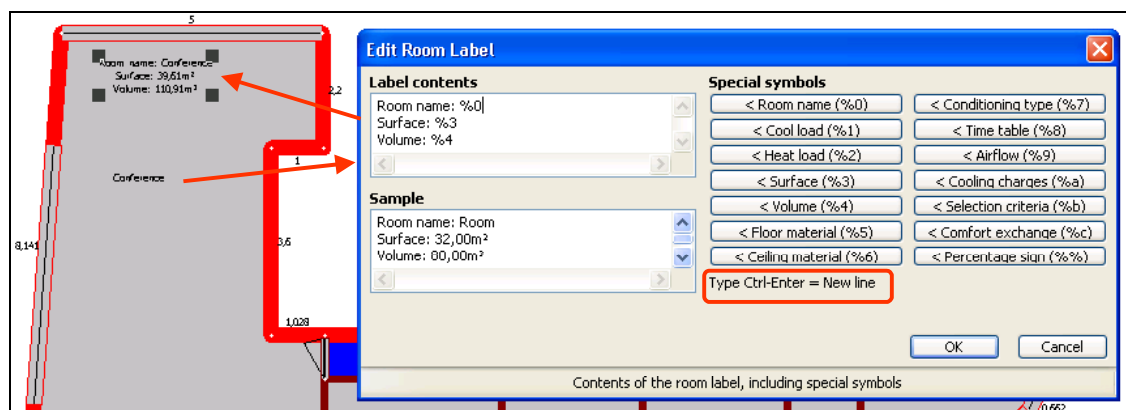 5
Room name: Conference
Surface: 39,61m²
Volume: 110,91m³
2,2
1
Conference
8,141
3,6
1,028
Edit Room Label
Label contents
Room name: %0
Surface: %3
Volume: %4
Sample
Room name: Room
Surface: 32,00m²
Volume: 80,00m³
Special symbols
< Room name (%0)
< Conditioning type (%7)
< Cool load (%1)
< Time table (%8)
< Heat load (%2)
< Airflow (%9)
< Surface (%3)
< Cooling charges (%a)
< Volume (%4)
< Selection criteria (%b)
< Floor material (%5)
< Comfort exchange (%c)
< Ceiling material (%6)
< Percentage sign (%%)
Type Ctrl-Enter = New line
OK
Cancel
Contents of the room label, including special symbols
0,662